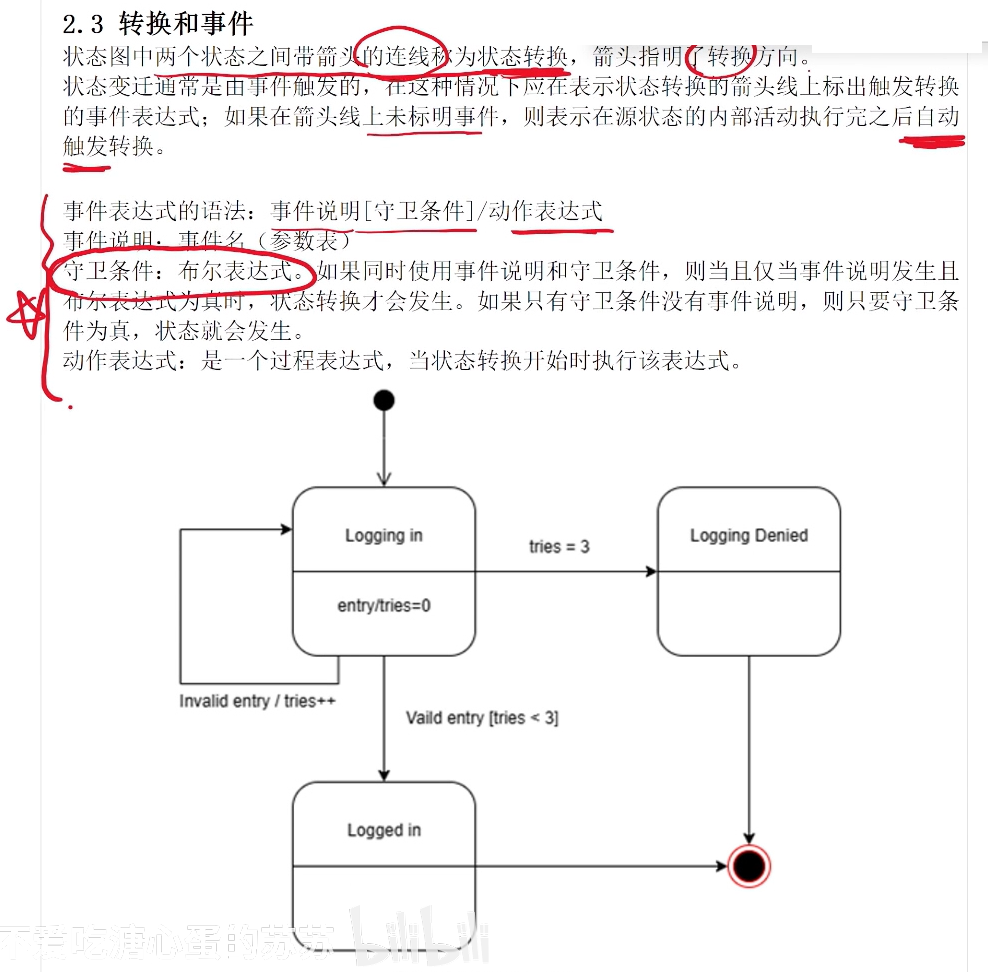 2.3 转换和事件
状态图中两个状态之间带箭头的连线称为状态转换，箭头指明了转换方向。
状态变迁通常是由事件触发的，在这种情况下应在表示状态转换的箭头线上标出触发转换
的事件表达式；如果在箭头线上未标明事件，则表示在源状态的内部活动执行完之后自动
触发转换。
事件表达式的语法：事件说明[守卫条件]/动作表达式
事件说明：事件名（参数表）
守卫条件：布尔表达式。如果同时使用事件说明和守卫条件，则当且仅当事件说明发生且
布尔表达式为真时，状态转换才会发生。如果只有守卫条件没有事件说明，则只要守卫条
件为真，状态就会发生。
动作表达式：是一个过程表达式，当状态转换开始时执行该表达式。
Logging in
tries = 3
Logging Denied
entry/tries=0
Invalid entry / tries++
Vaild entry [tries < 3]
Logged in
不爱吃溏心蛋的苏苏
bilibili